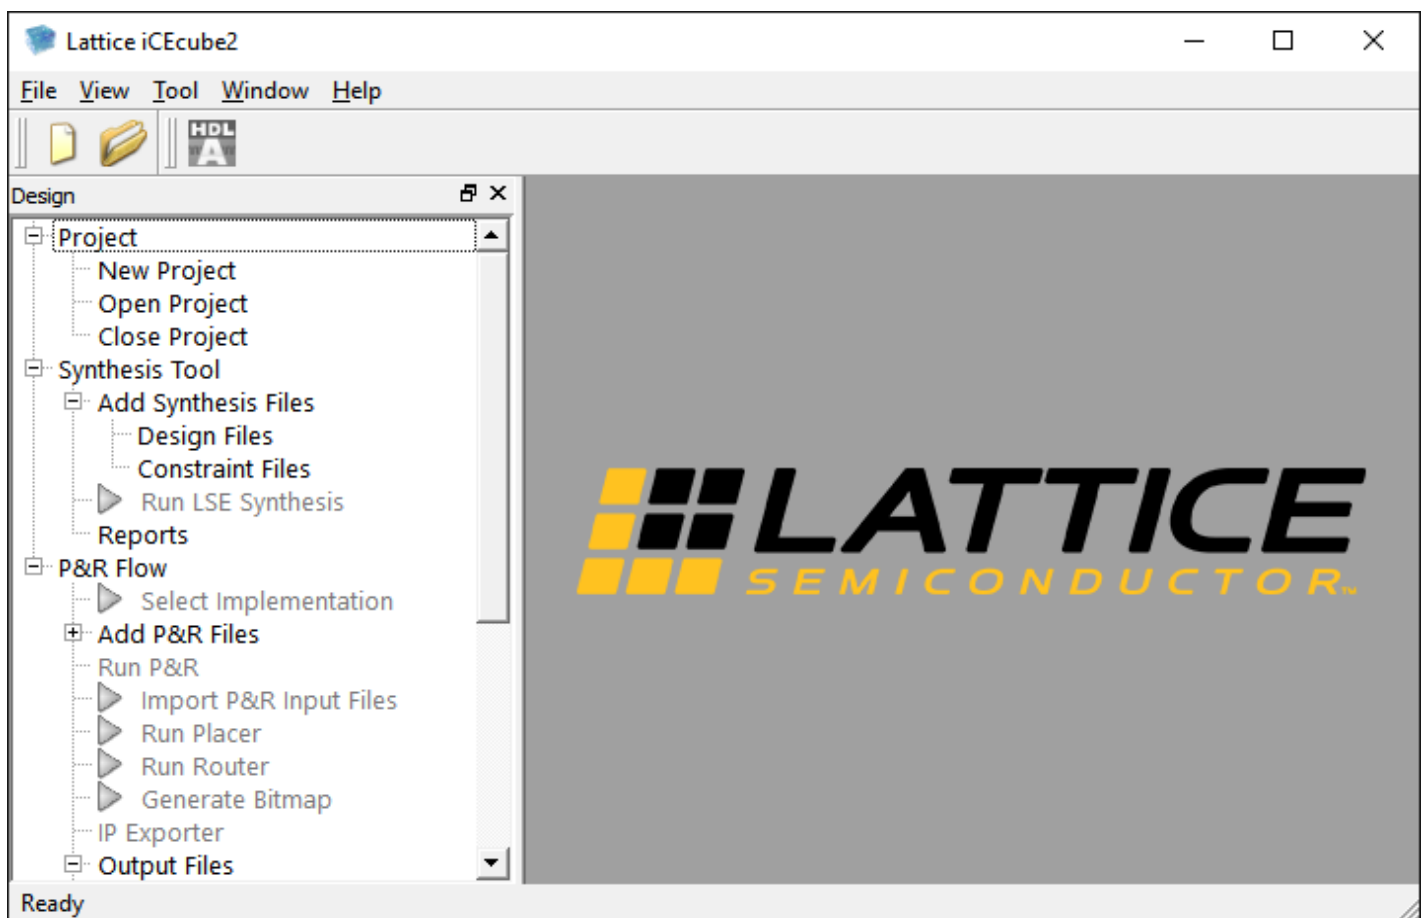 Lattice iCEcube2
File View Tool Window Help
HDL
A
Design
Project
New Project
Open Project
Close Project
Synthesis Tool
Add Synthesis Files
Design Files
Constraint Files
Run LSE Synthesis
Reports
P&R Flow
Select Implementation
Add P&R Files
Run P&R
Import P&R Input Files
Run Placer
Run Router
Generate Bitmap
IP Exporter
Output Files
LATTICE
SEMICONDUCTOR™
Ready